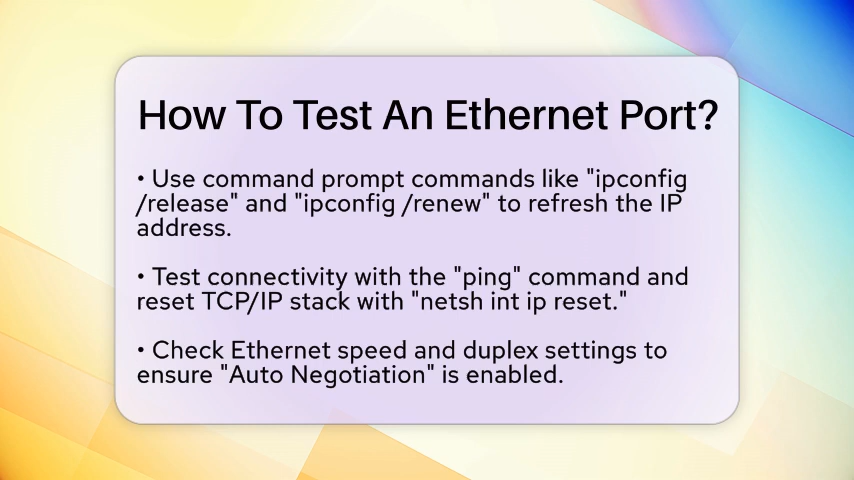 How To Test An Ethernet Port?
• Use command prompt commands like "ipconfig
/release" and "ipconfig /renew" to refresh the IP
address.
• Test connectivity with the "ping" command and
reset TCP/IP stack with "netsh int ip reset."
• Check Ethernet speed and duplex settings to
ensure "Auto Negotiation" is enabled.